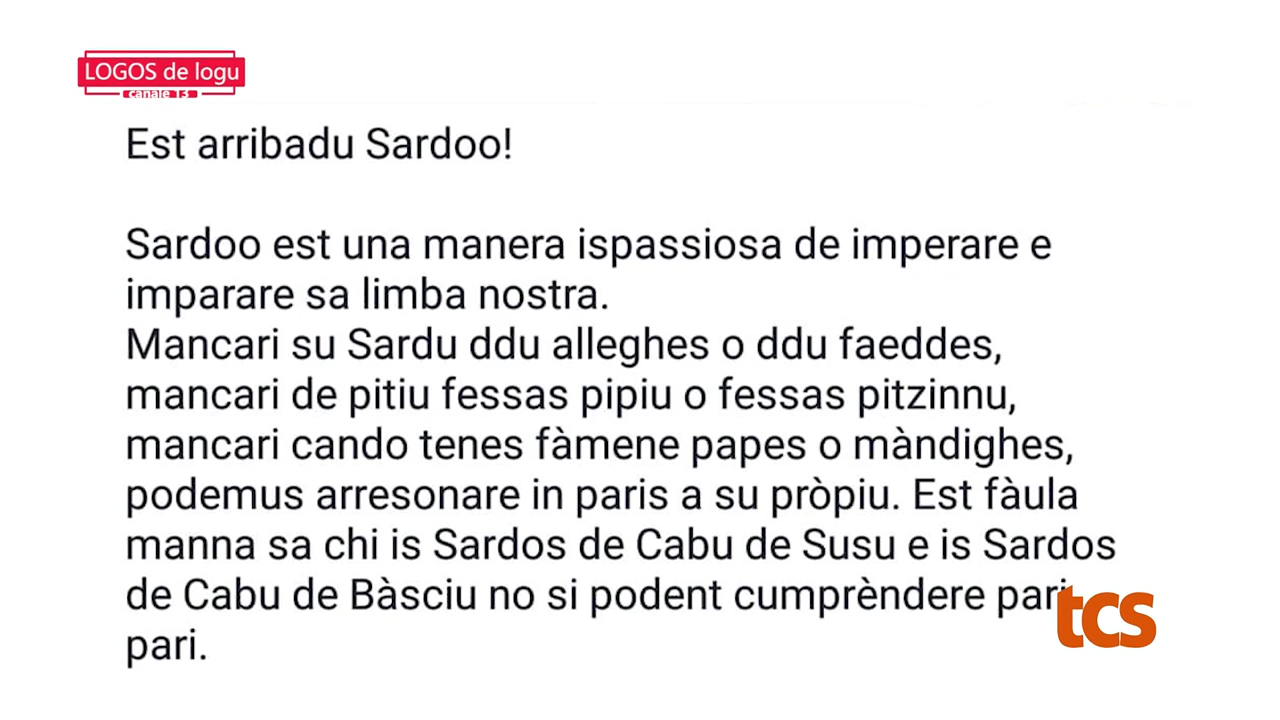 LOGOS de logu
canale 13
Est arribadu Sardoo!
Sardoo est una manera ispassiosa de imperare e
imparare sa limba nostra.
Mancari su Sardu ddu alleghes o ddu faeddes,
mancari de pitiu fessas pipiu o fessas pitzinnu,
mancari cando tenes fàmene papes o màndighes,
podemus arresonare in paris a su pròpiu. Est fàula
manna sa chi is Sardos de Cabu de Susu e is Sardos
de Cabu de Bàsciu no si podent cumprèndere pari
pari.
tcs